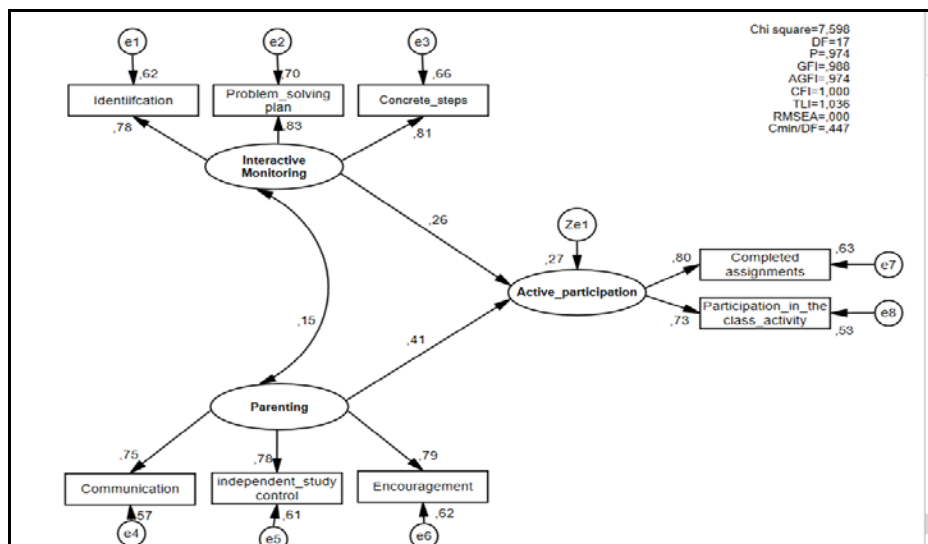 Chi square=7,598
DF=17
P=,974
GFI=,988
AGFI=,974
CFI=1,000
TLI=1,036
RMSEA=,000
Cmin/DF=,447
e1
e2
e3
,62
,70
,66
Identiifcation
Problem_solving
plan
Concrete_steps
,78
,83
,81
Interactive
Monitoring
,26
Ze1
,27
,80
Completed
assignments
,63
e7
Active_participation
,73
Participation_in_the
class_activity
,53
e8
,15
,41
Parenting
,75
,78
,79
Communication
independent_study
control
Encouragement
,57
,61
,62
e4
e5
e6